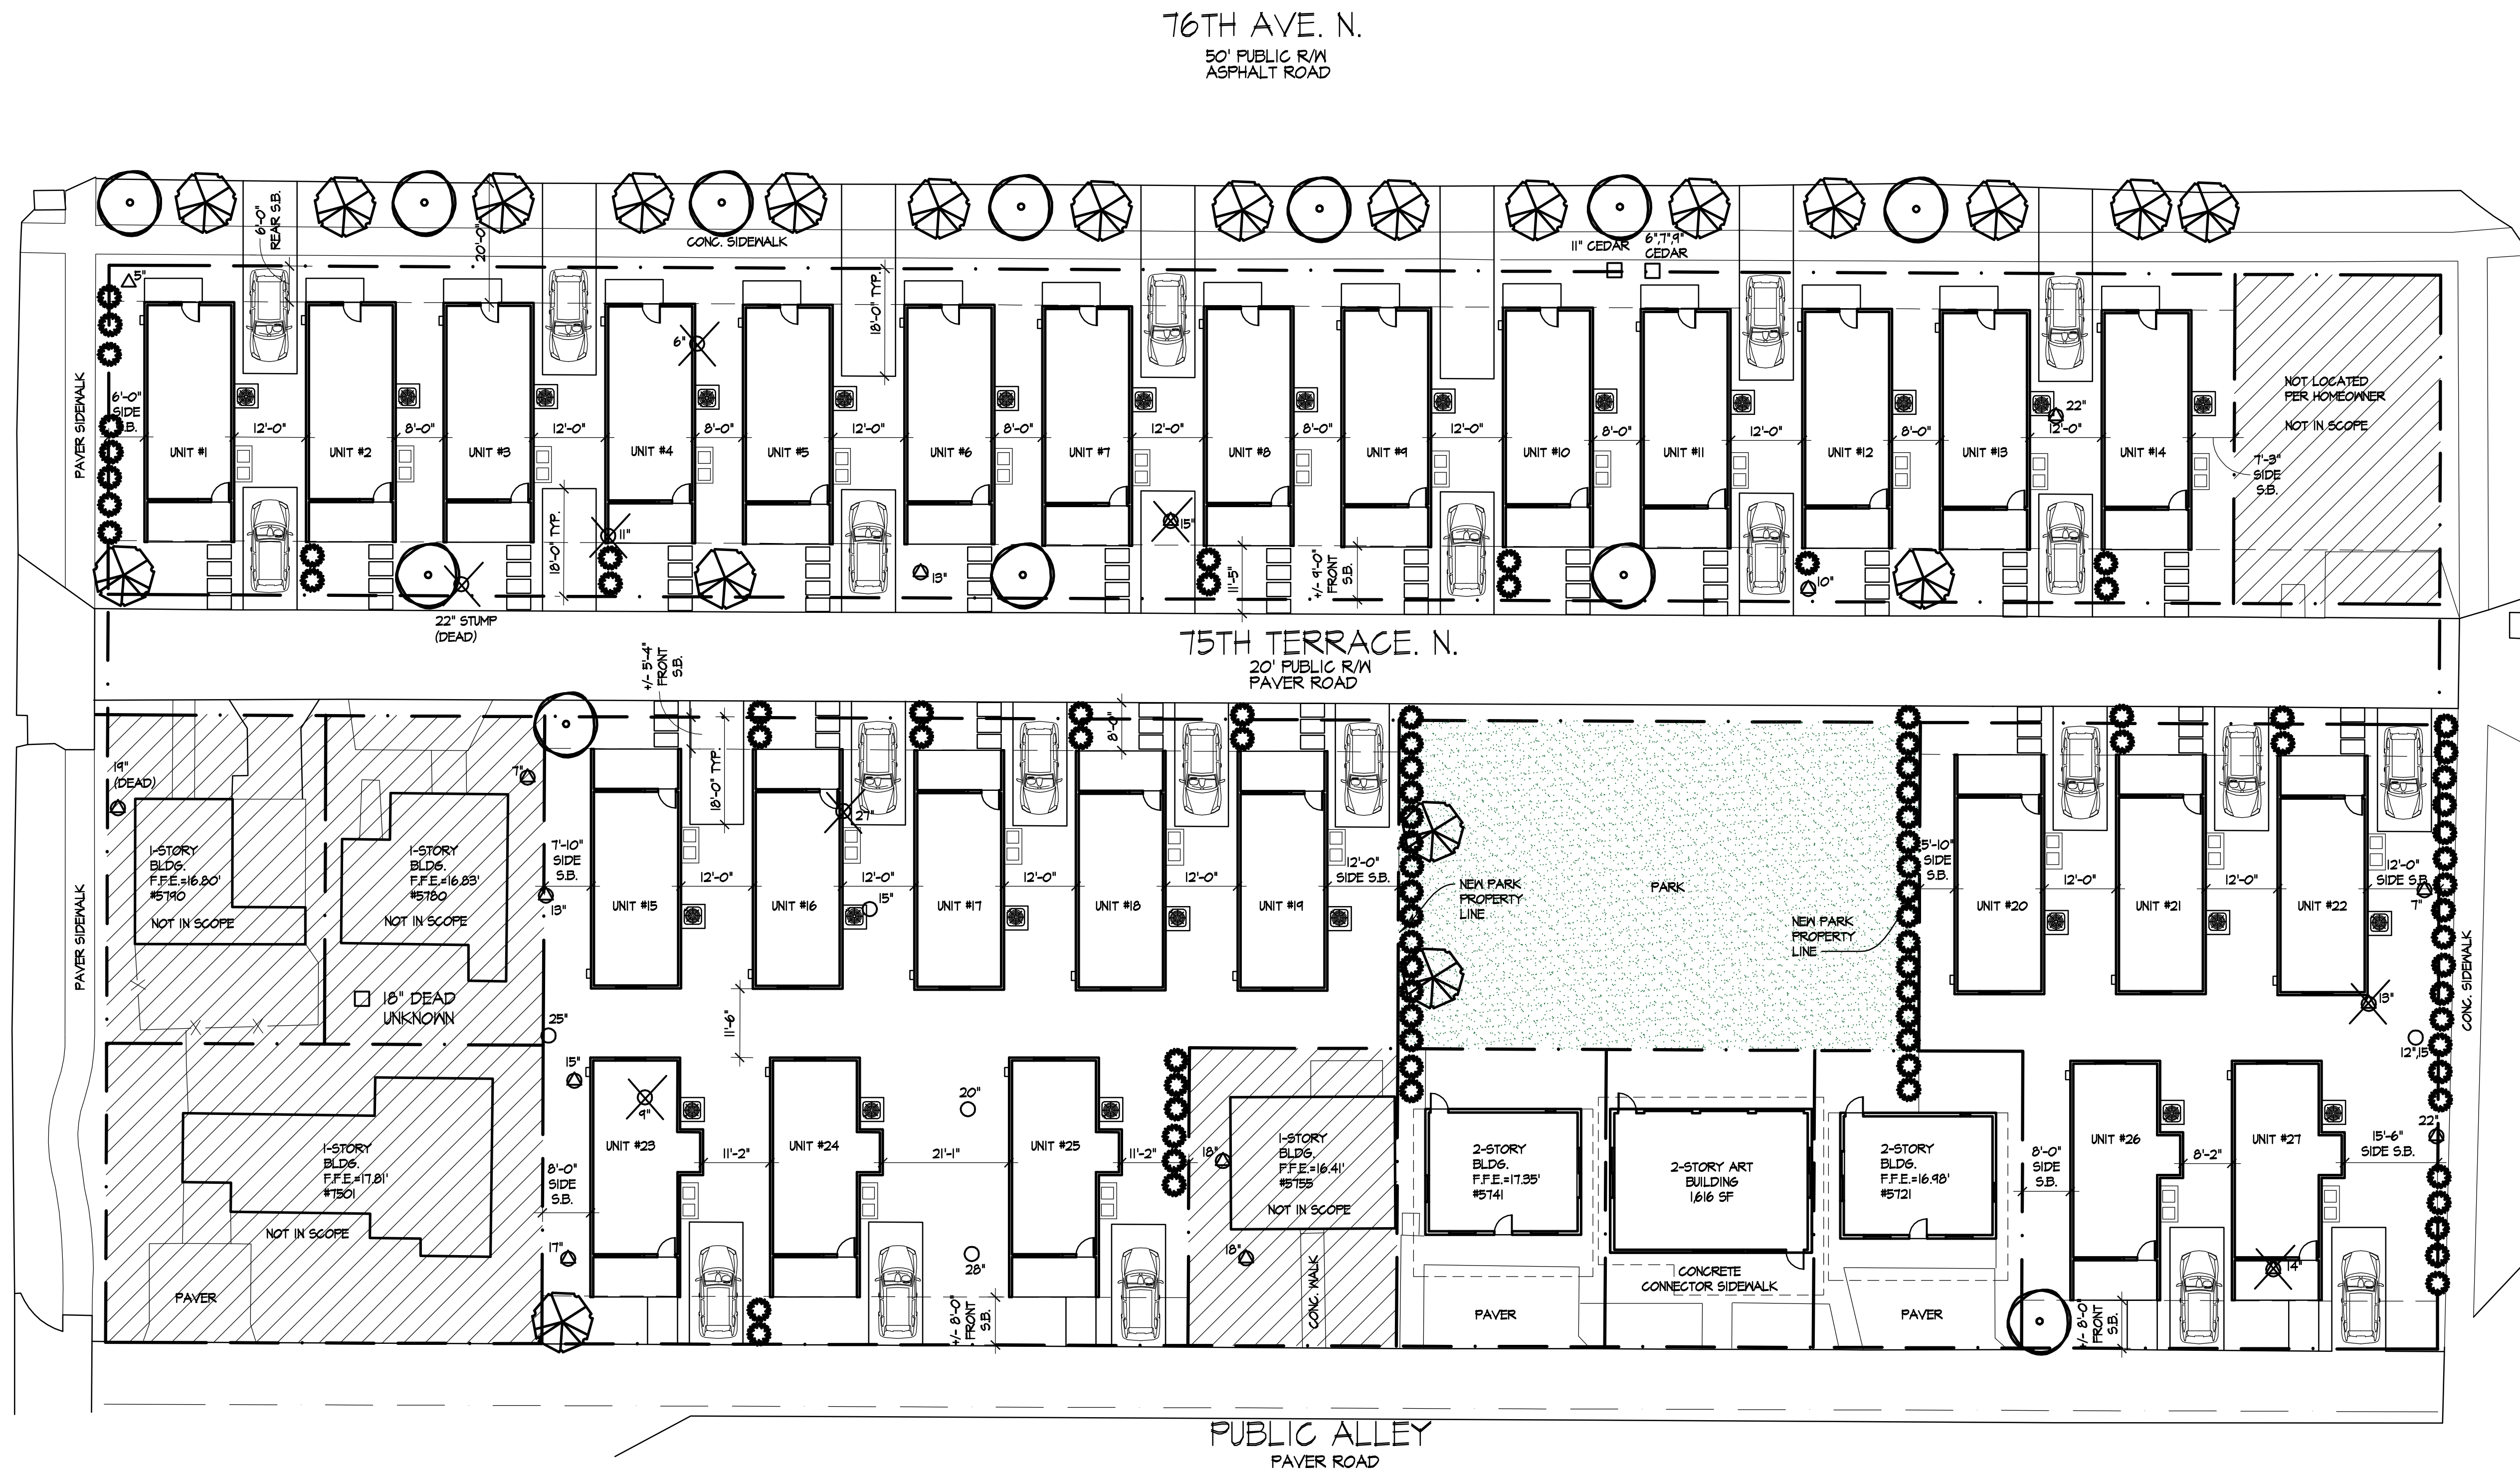 76TH AVE. N.
50' PUBLIC R/W
ASPHALT ROAD
6'-0"
REAR S.B.
20'-0"
CONC. SIDEWALK
18'-0" TYP.
11" CEDAR
6",7",9"
CEDAR
5"
6"
PAVER SIDEWALK
6'-0"
SIDE
S.B.
12'-0"
8'-0"
12'-0"
8'-0"
12'-0"
8'-0"
12'-0"
8'-0"
12'-0"
8'-0"
12'-0"
8'-0"
12'-0"
22"
NOT LOCATED
PER HOMEOWNER
NOT IN SCOPE
7'-3"
SIDE
S.B.
UNIT #1
UNIT #2
UNIT #3
UNIT #4
UNIT #5
UNIT #6
UNIT #7
UNIT #8
UNIT #9
UNIT #10
UNIT #11
UNIT #12
UNIT #13
UNIT #14
18'-0" TYP.
11"
15"
13"
11'-5"
+/- 9'-0"
FRONT
S.B.
10"
22" STUMP
(DEAD)
75TH TERRACE. N.
20' PUBLIC R/W
PAVER ROAD
+/- 5'-4"
FRONT
S.B.
18'-0" TYP.
8'-0"
19"
(DEAD)
7"
27"
1-STORY
BLDG.
F.F.E.=16.80'
#5790
NOT IN SCOPE
1-STORY
BLDG.
F.F.E.=16.83'
#5780
NOT IN SCOPE
7'-10"
SIDE
S.B.
13"
12'-0"
12'-0"
12'-0"
12'-0"
12'-0"
SIDE S.B.
15"
UNIT #15
UNIT #16
UNIT #17
UNIT #18
UNIT #19
NEW PARK
PROPERTY
LINE
PARK
NEW PARK
PROPERTY
LINE
5'-10"
SIDE
S.B.
12'-0"
12'-0"
12'-0"
SIDE S.B.
7"
UNIT #20
UNIT #21
UNIT #22
PAVER SIDEWALK
CONC. SIDEWALK
18" DEAD
UNKNOWN
25"
11'-6"
13"
12",15"
15"
9"
20"
UNIT #23
UNIT #24
UNIT #25
11'-2"
21'-1"
11'-2"
18"
1-STORY
BLDG.
F.F.E.=17.81'
#7501
NOT IN SCOPE
8'-0"
SIDE
S.B.
1-STORY
BLDG.
F.F.E.=16.41'
#5755
NOT IN SCOPE
2-STORY
BLDG.
F.F.E.=17.35'
#5741
2-STORY ART
BUILDING
1,616 SF
2-STORY
BLDG.
F.F.E.=16.98'
#5721
8'-0"
SIDE
S.B.
UNIT #26
UNIT #27
8'-2"
22"
15'-6"
SIDE S.B.
17"
28"
18"
14"
PAVER
+/- 8'-0"
FRONT
S.B.
CONC. WALK
CONCRETE
CONNECTOR SIDEWALK
PAVER
PAVER
+/- 8'-0"
FRONT
S.B.
PUBLIC ALLEY
PAVER ROAD